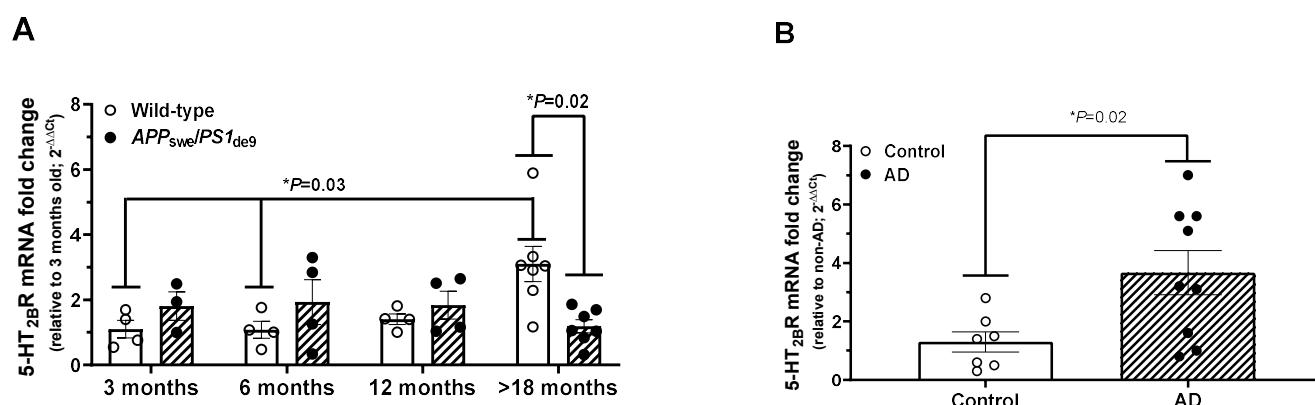 A
5-HT2BR mRNA fold change
(relative to 3 months old; 2-ΔΔCt)
8
6
4
2
0
Wild-type
APPswe/PS1de9
*P=0.03
*P=0.02
3 months
6 months
12 months
>18 months
B
5-HT2BR mRNA fold change
(relative to non-AD; 2-ΔΔCt)
8
6
4
2
0
Control
AD
*P=0.02
Control
AD